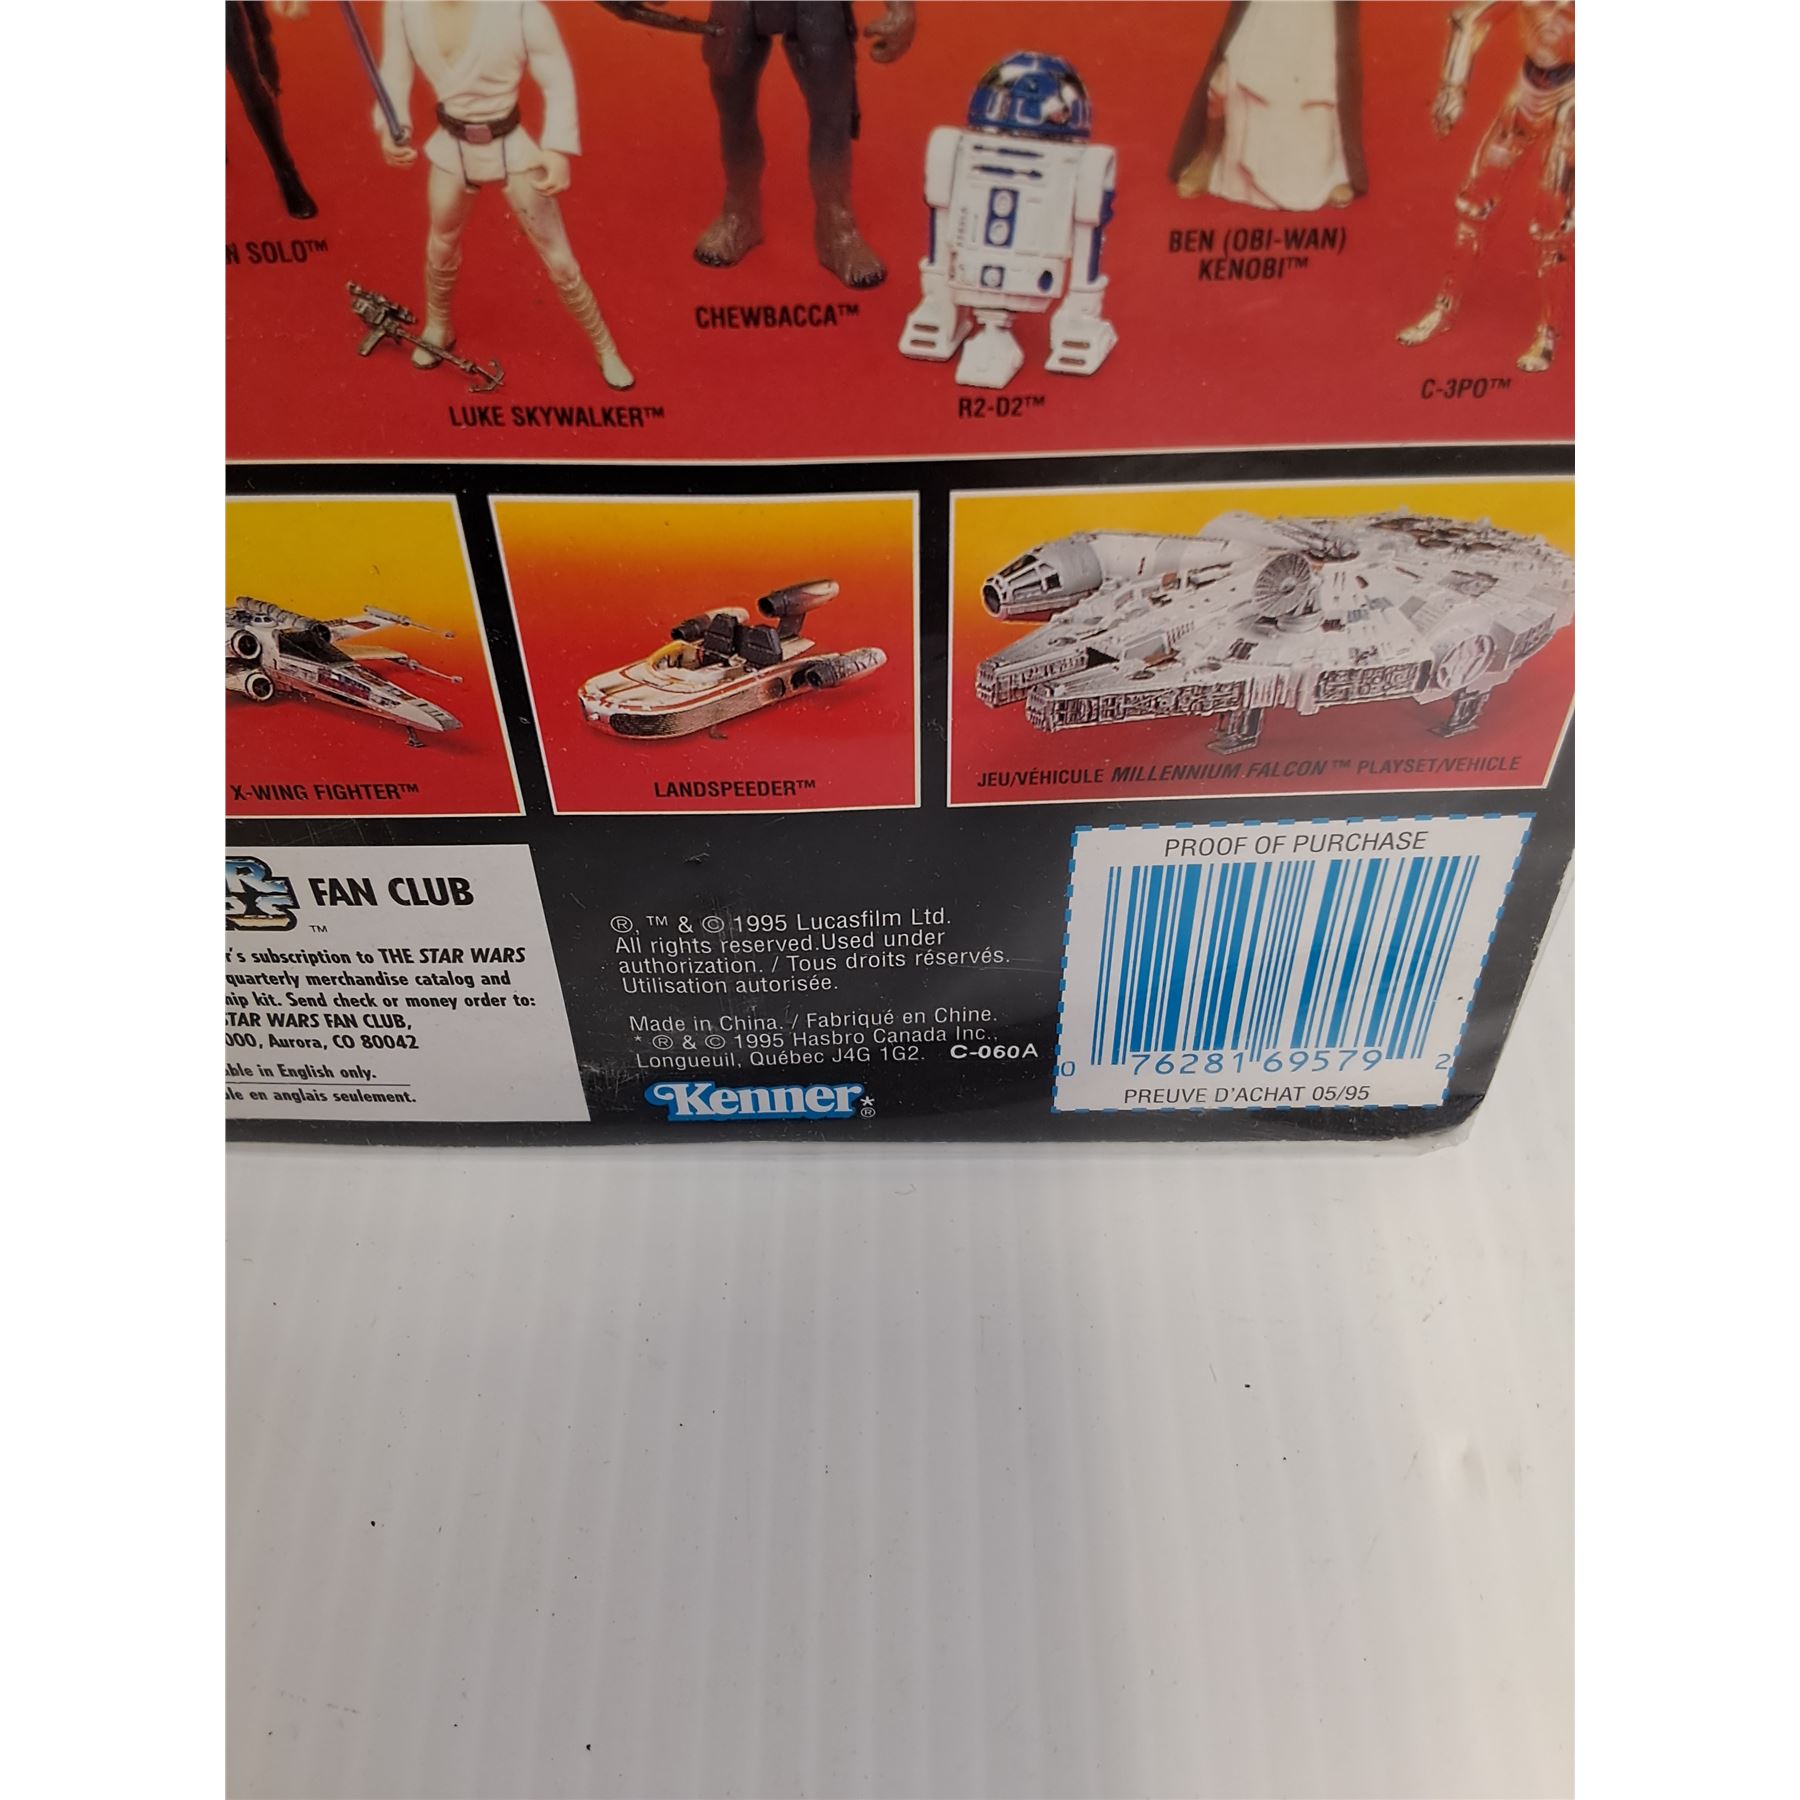 SOLO™
LUKE SKYWALKER™
CHEWBACCA™
R2-D2™
BEN (OBI-WAN)
KENOBI™
C-3PO™
X-WING FIGHTER™
LANDSPEEDER™
JEU/VÉHICULE MILLENNIUM FALCON™ PLAYSET/VEHICLE
FAN CLUB
™
subscription to THE STAR WARS
quarterly merchandise catalog and
kit. Send check or money order to:
STAR WARS FAN CLUB,
000, Aurora, CO 80042
in English only.
en anglais seulement.
®, ™ & © 1995 Lucasfilm Ltd.
All rights reserved.Used under
authorization. / Tous droits réservés.
Utilisation autorisée.
Made in China. / Fabriqué en Chine.
* ® & © 1995 Hasbro Canada Inc.,
Longueuil, Québec J4G 1G2. C-060A
Kenner*®
PROOF OF PURCHASE
0 76281 69579 2
PREUVE D'ACHAT 05/95